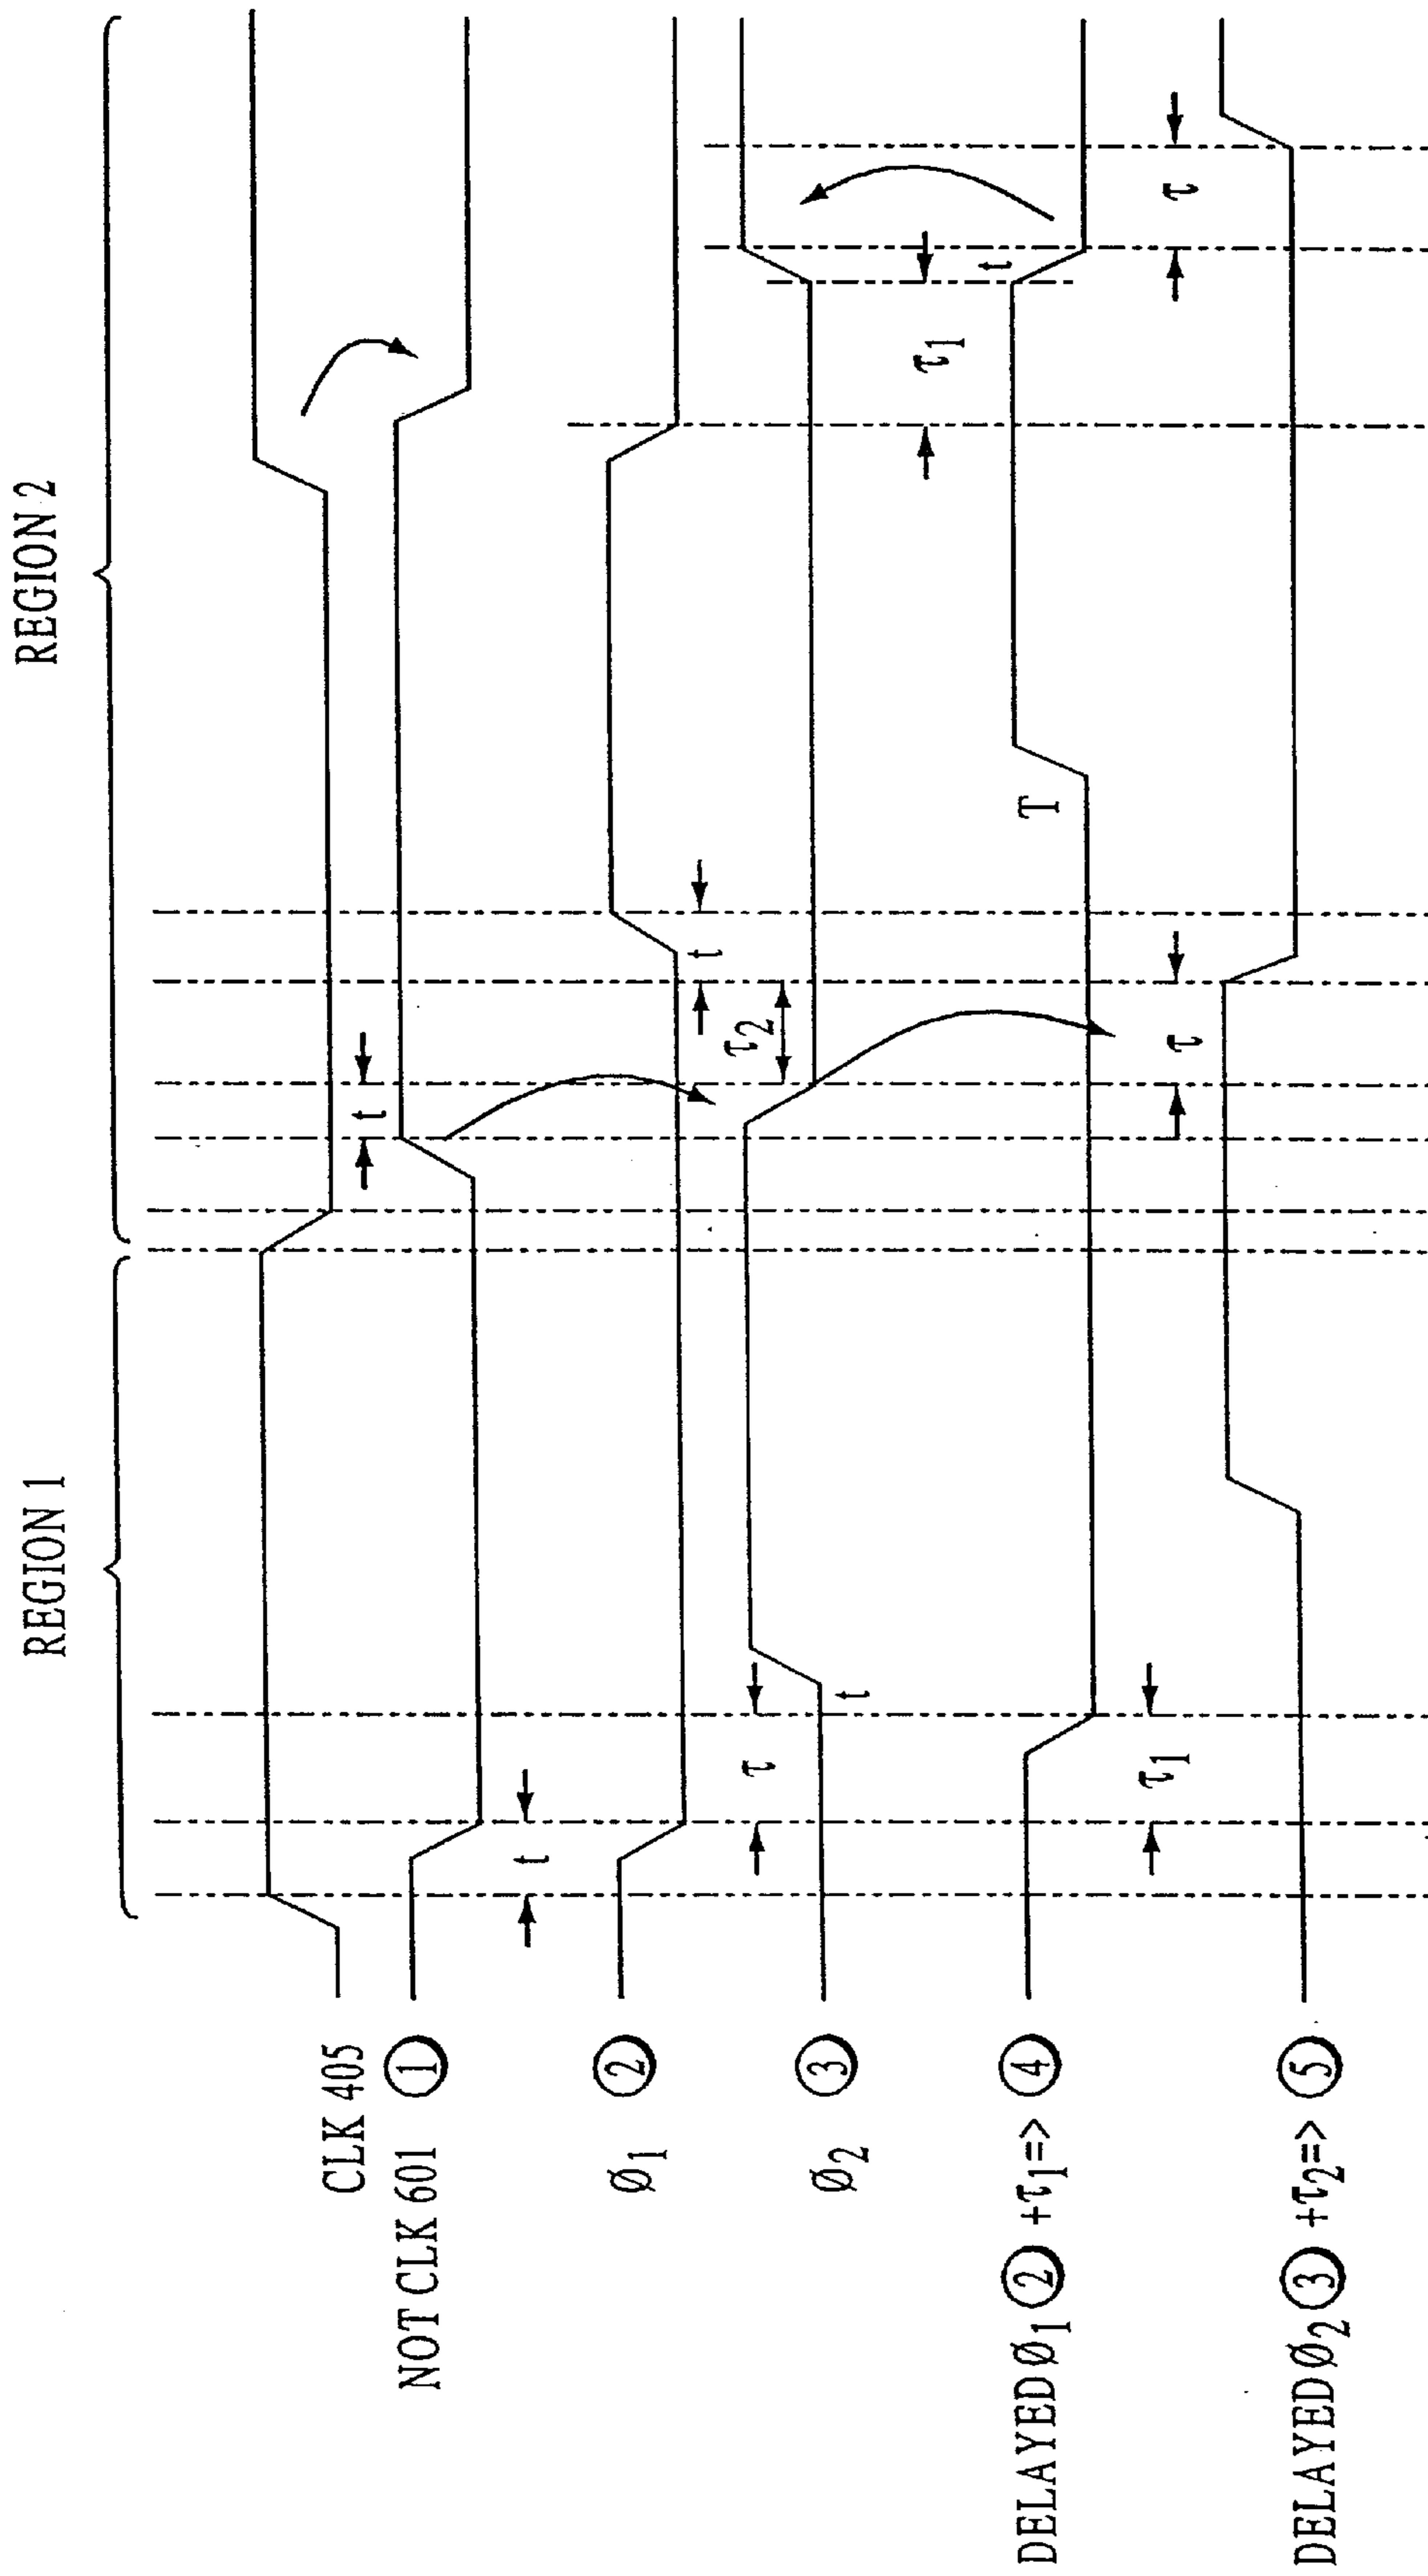 REGION 1
REGION 2
CLK 405
NOT CLK 601 ①
t
t
Ø₁ ②
t
τ
τ₂
Ø₂ ③
t
τ₁
t
DELAYED Ø₁ ② +τ₁=> ④
T
τ₁
τ
τ
DELAYED Ø₂ ③ +τ₂=> ⑤